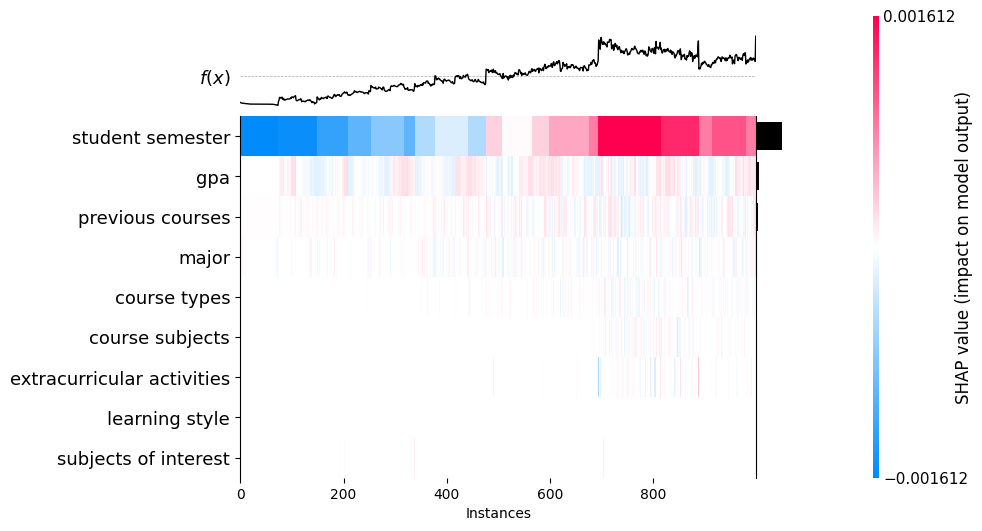 0.001612
f(x)
student semester
gpa
previous courses
major
course types
course subjects
extracurricular activities
learning style
subjects of interest
0 200 400 600 800
Instances
SHAP value (impact on model output)
−0.001612